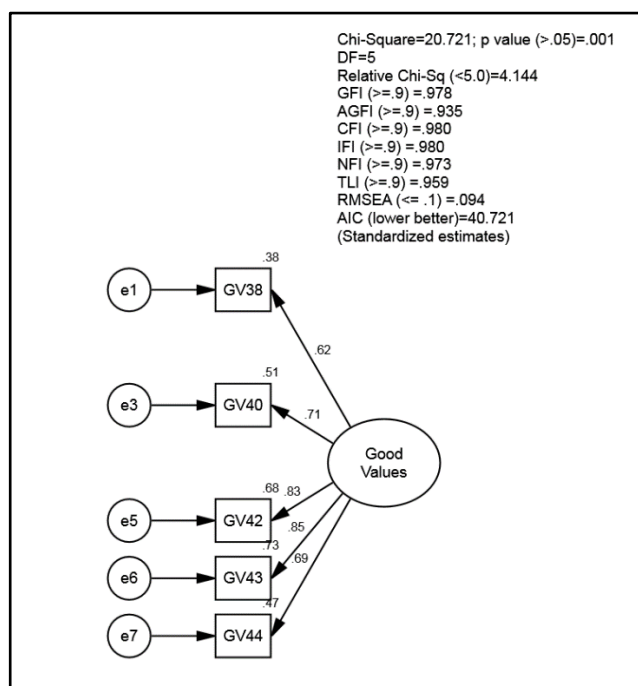 Chi-Square=20.721; p value (>.05)=.001
DF=5
Relative Chi-Sq (<5.0)=4.144
GFI (>=.9) =.978
AGFI (>=.9) =.935
CFI (>=.9) =.980
IFI (>=.9) =.980
NFI (>=.9) =.973
TLI (>=.9) =.959
RMSEA (<= .1) =.094
AIC (lower better)=40.721
(Standardized estimates)
.38
e1
GV38
.62
.51
e3
GV40
.71
Good
Values
.68
.83
e5
GV42
.85
.73
e6
GV43
.69
.47
e7
GV44